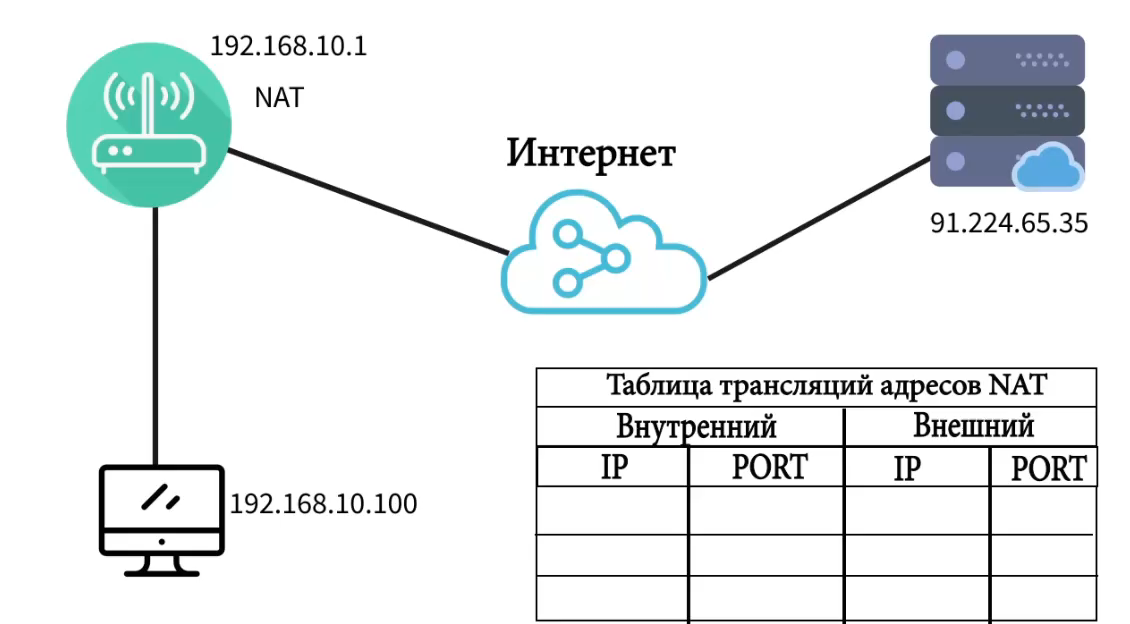 192.168.10.1
NAT
Интернет
91.224.65.35
192.168.10.100
Таблица трансляций адресов NAT
Внутренний Внешний
IP PORT IP PORT